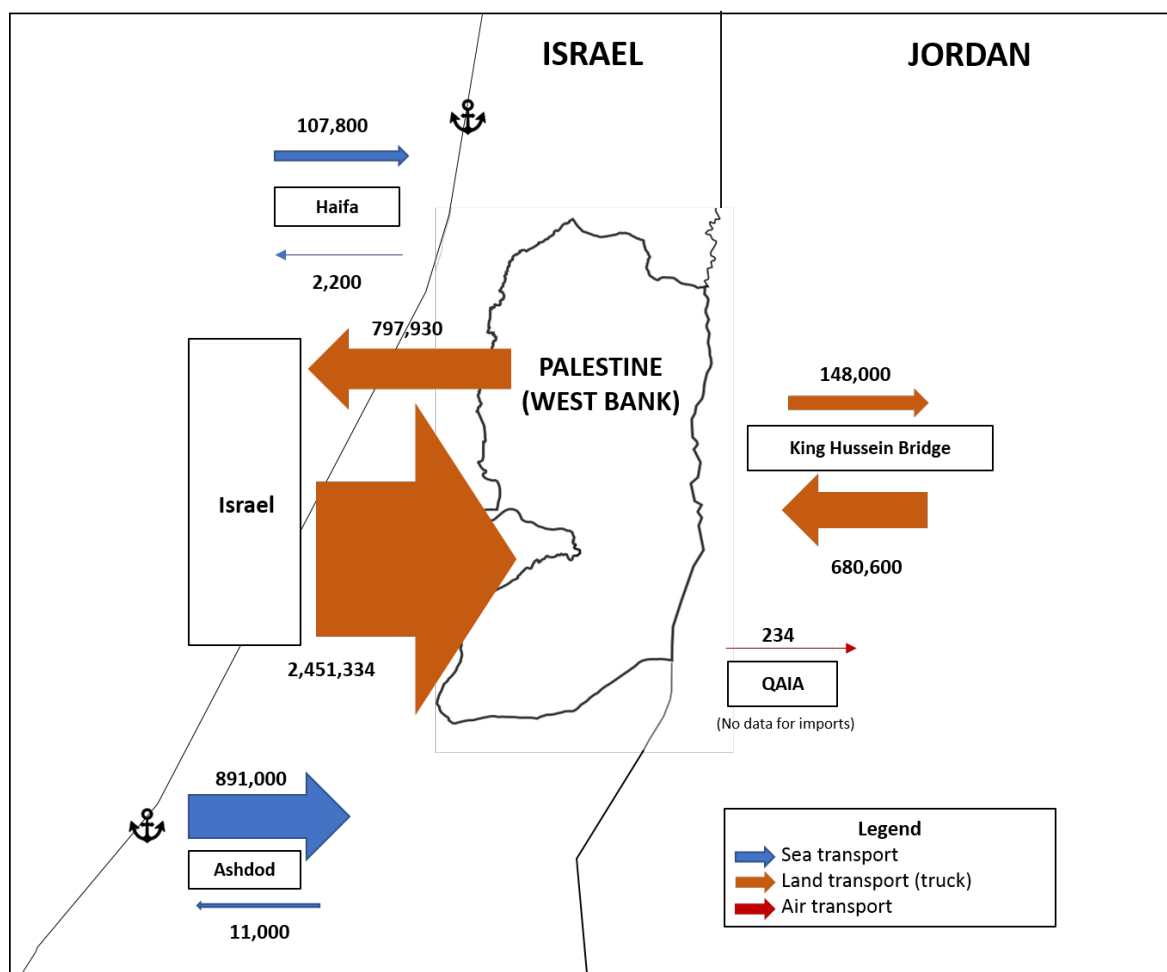 ISRAEL
JORDAN
107,800
Haifa
2,200
797,930
PALESTINE
(WEST BANK)
148,000
King Hussein Bridge
Israel
680,600
2,451,334
234
QAIA
(No data for imports)
891,000
Ashdod
11,000
Legend
Sea transport
Land transport (truck)
Air transport